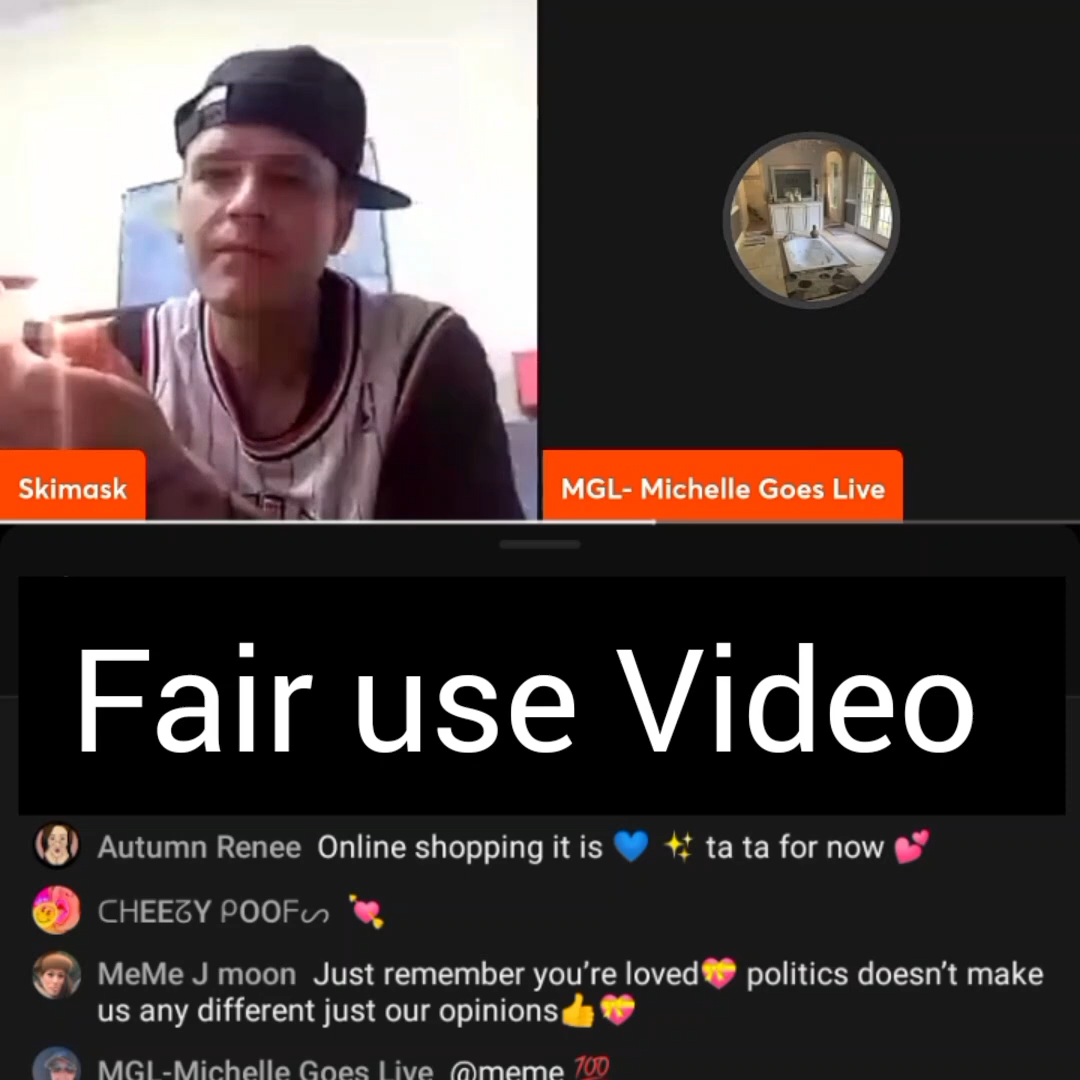 Skimask
MGL- Michelle Goes Live
Fair use Video
Autumn Renee Online shopping it is 💙 ✨ ta ta for now 💕
ᑕHEEᘔY ᑭOOFᔕ 💘
MeMe J moon Just remember you’re loved💝 politics doesn’t make
us any different just our opinions👍💝
MGL-Michelle Goes Live @meme 💯